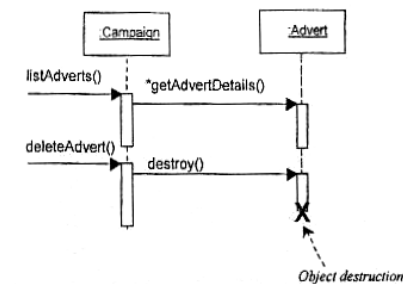 :Campaign
:Advert
listAdverts()
*getAdvertDetails()
deleteAdvert()
destroy()
X
Object destruction